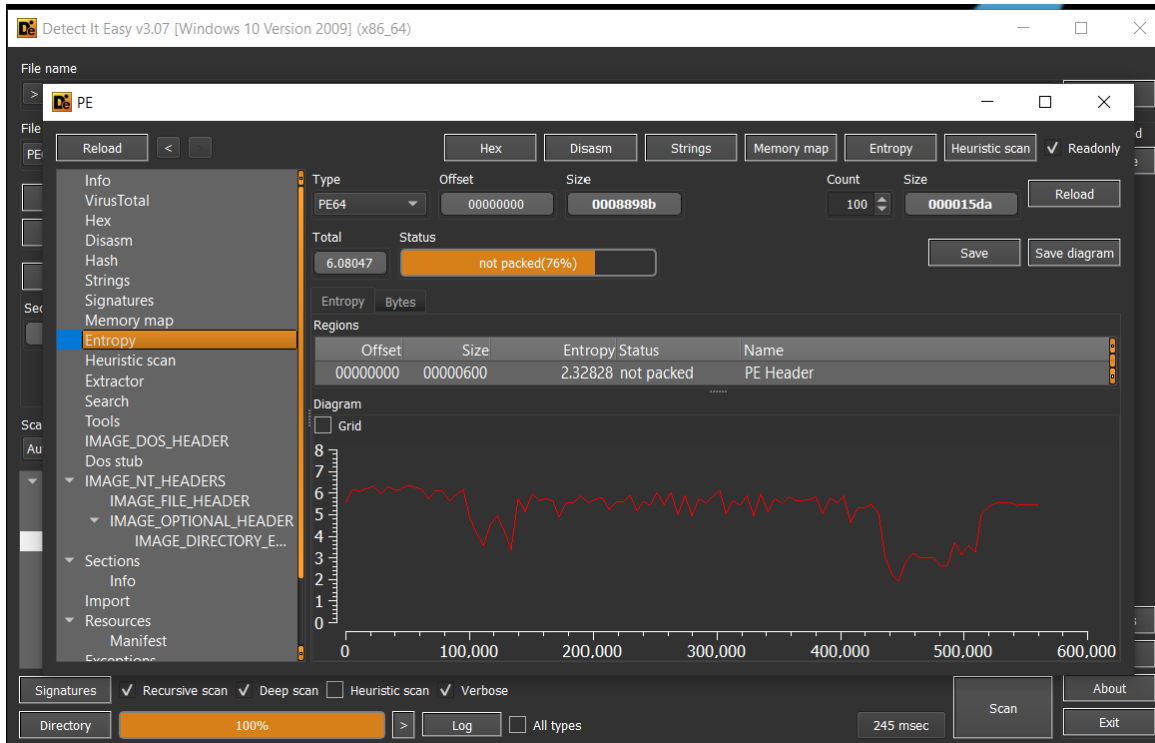 Detect It Easy v3.07 [Windows 10 Version 2009] (x86_64)
File name
>
PE
File
Reload < >
Hex Disasm Strings Memory map Entropy Heuristic scan Readonly
Info
VirusTotal
Hex
Disasm
Hash
Strings
Signatures
Memory map
Entropy
Heuristic scan
Extractor
Search
Tools
IMAGE_DOS_HEADER
Dos stub
IMAGE_NT_HEADERS
IMAGE_FILE_HEADER
IMAGE_OPTIONAL_HEADER
IMAGE_DIRECTORY_E...
Sections
Info
Import
Resources
Manifest
Exceptions
Type Offset Size Count Size
PE64 00000000 0008898b 100 000015da Reload
Total Status
6.08047 not packed(76%) Save Save diagram
Entropy Bytes
Regions
Offset Size Entropy Status Name
00000000 00000600 2.32828 not packed PE Header
Diagram
Grid
8
7
6
5
4
3
2
1
0
0 100,000 200,000 300,000 400,000 500,000 600,000
Signatures Recursive scan Deep scan Heuristic scan Verbose
Directory 100% > Log All types 245 msec Scan
About
Exit